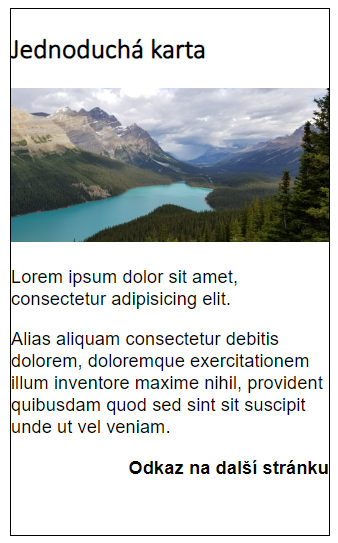 Jednoduchá karta
Lorem ipsum dolor sit amet,
consectetur adipisicing elit.
Alias aliquam consectetur debitis
dolorem, doloremque exercitationem
illum inventore maxime nihil, provident
quibusdam quod sed sint sit suscipit
unde ut vel veniam.
Odkaz na další stránku